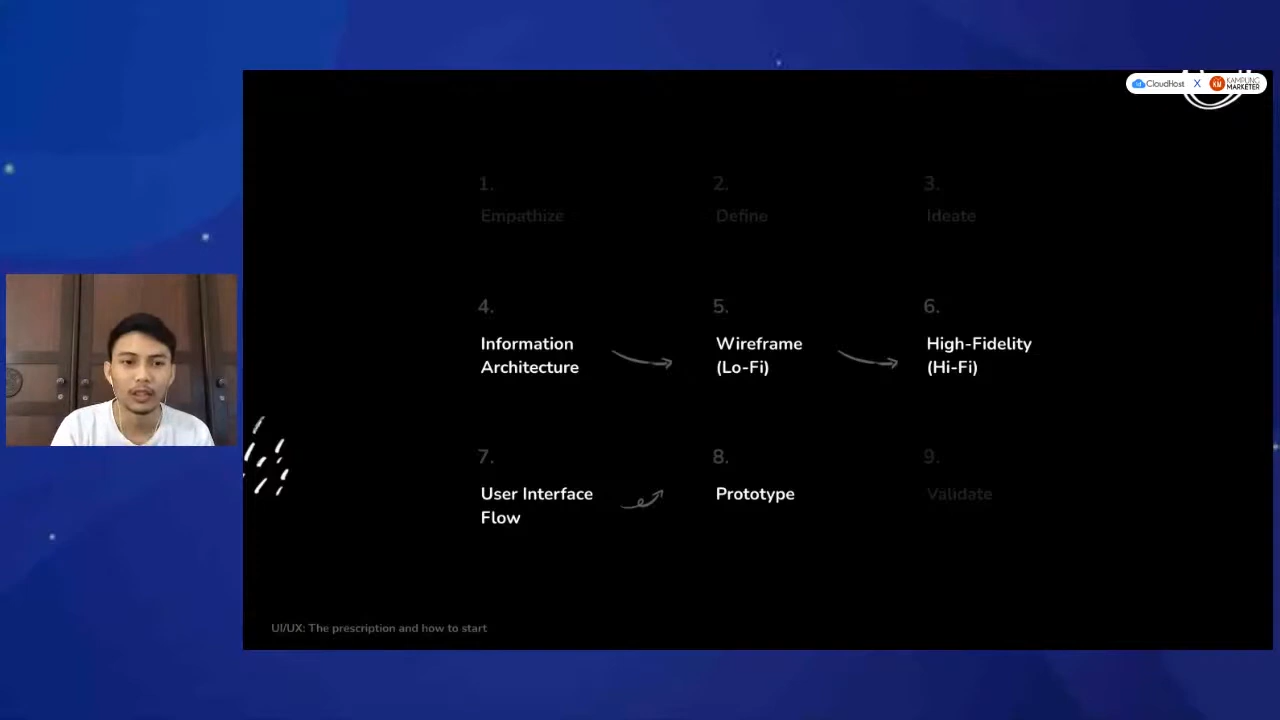 CloudHost X KAMPUNG MARKETER
1. 2. 3.
Empathize Define Ideate
4. 5. 6.
Information Wireframe High-Fidelity
Architecture (Lo-Fi) (Hi-Fi)
7. 8. 9.
User Interface Prototype Validate
Flow
UI/UX: The prescription and how to start